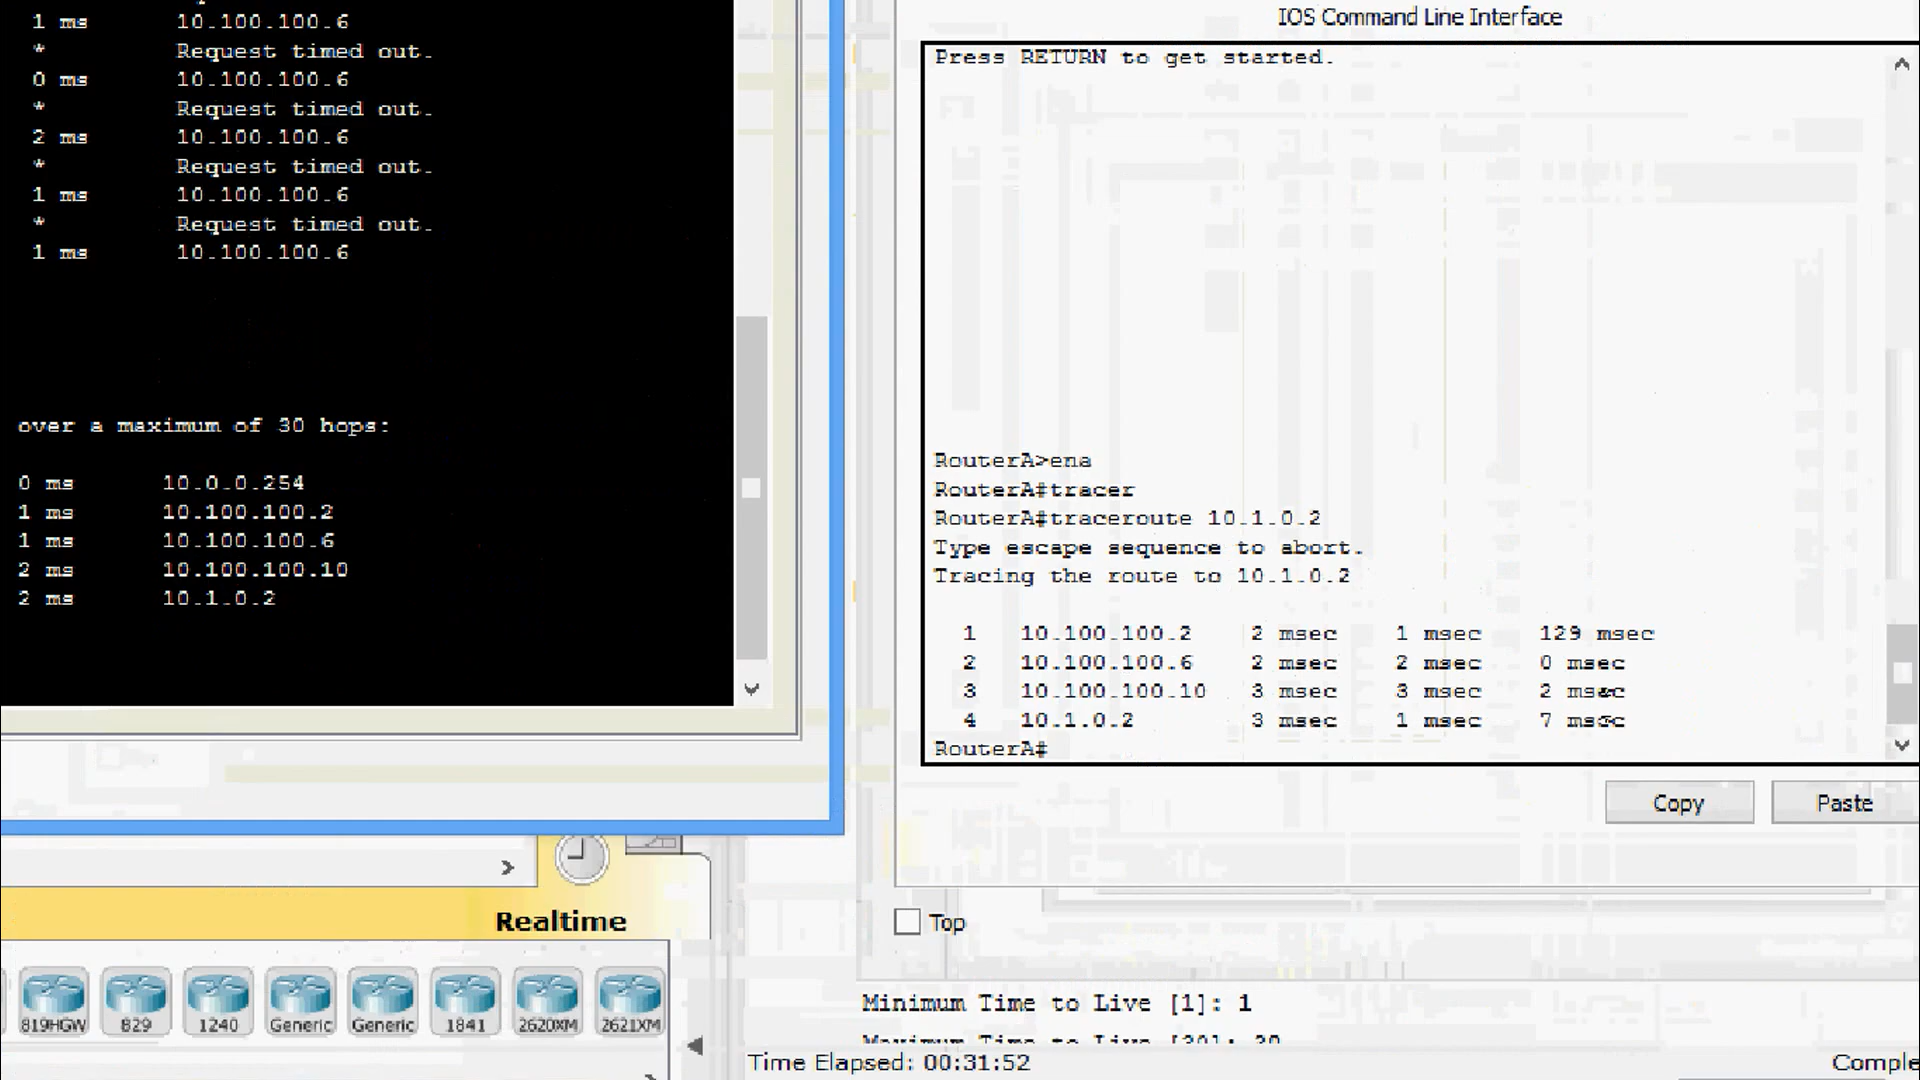 1 ms 10.100.100.6
* Request timed out.
0 ms 10.100.100.6
* Request timed out.
2 ms 10.100.100.6
* Request timed out.
1 ms 10.100.100.6
* Request timed out.
1 ms 10.100.100.6
over a maximum of 30 hops:
0 ms 10.0.0.254
1 ms 10.100.100.2
1 ms 10.100.100.6
2 ms 10.100.100.10
2 ms 10.1.0.2
IOS Command Line Interface
Press RETURN to get started.
RouterA>ena
RouterA#tracer
RouterA#traceroute 10.1.0.2
Type escape sequence to abort.
Tracing the route to 10.1.0.2
1 10.100.100.2 2 msec 1 msec 129 msec
2 10.100.100.6 2 msec 2 msec 0 msec
3 10.100.100.10 3 msec 3 msec 2 msec
4 10.1.0.2 3 msec 1 msec 7 msec
RouterA#
Copy Paste
Top
Realtime
819HGW 829 1240 Generic Generic 1841 2620XM 2621XM
Minimum Time to Live [1]: 1
Maximum Time to Live [30]: 30
Time Elapsed: 00:31:52
Comple